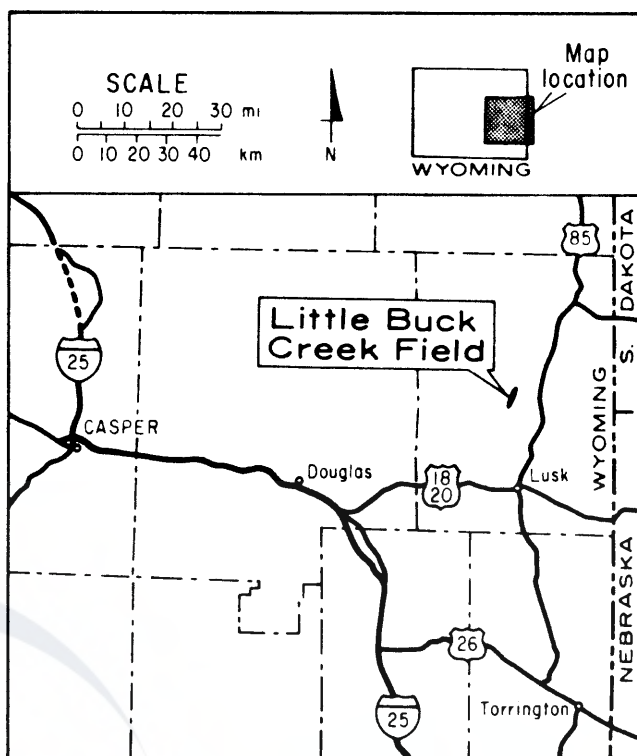 SCALE
0 10 20 30 mi
0 10 20 30 40 km
N
Map
location
WYOMING
85
S. DAKOTA
Little Buck
Creek Field
25
WYOMING
CASPER
Douglas
18
20
Lusk
NEBRASKA
26
25
Torrington